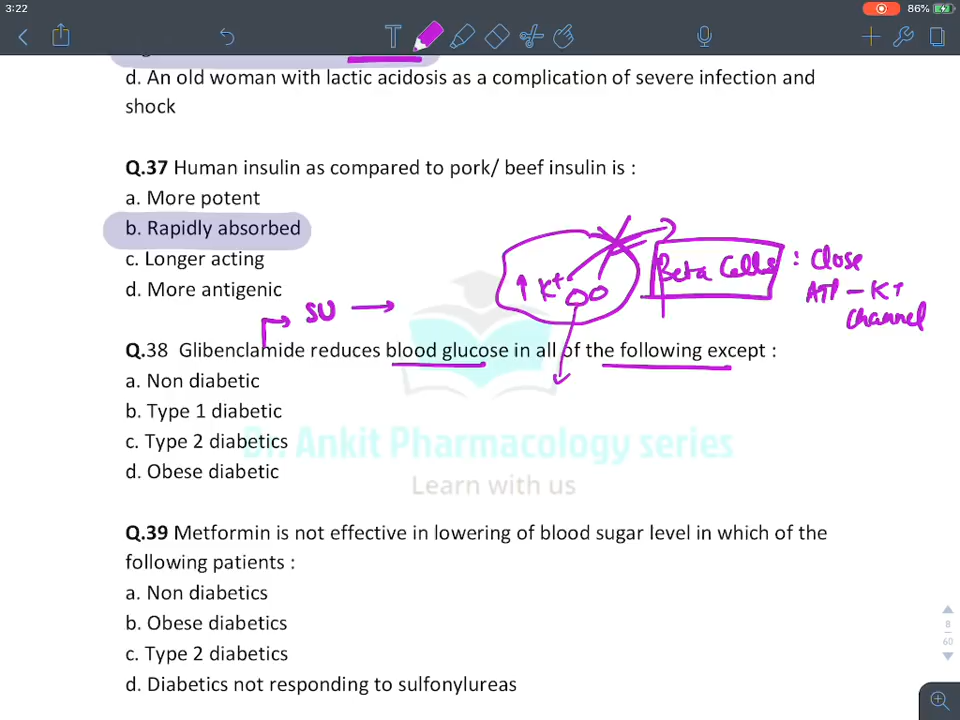 3:22
86%
T
d. An old woman with lactic acidosis as a complication of severe infection and
shock
Q.37 Human insulin as compared to pork/ beef insulin is :
a. More potent
b. Rapidly absorbed
c. Longer acting
d. More antigenic
↑ K+
Beta Cells : Close
ATP - K+
Channel
SU →
Q.38 Glibenclamide reduces blood glucose in all of the following except :
a. Non diabetic
b. Type 1 diabetic
c. Type 2 diabetics
d. Obese diabetic
Dr. Ankit Pharmacology series
Learn with us
Q.39 Metformin is not effective in lowering of blood sugar level in which of the
following patients :
a. Non diabetics
b. Obese diabetics
c. Type 2 diabetics
d. Diabetics not responding to sulfonylureas
8
60